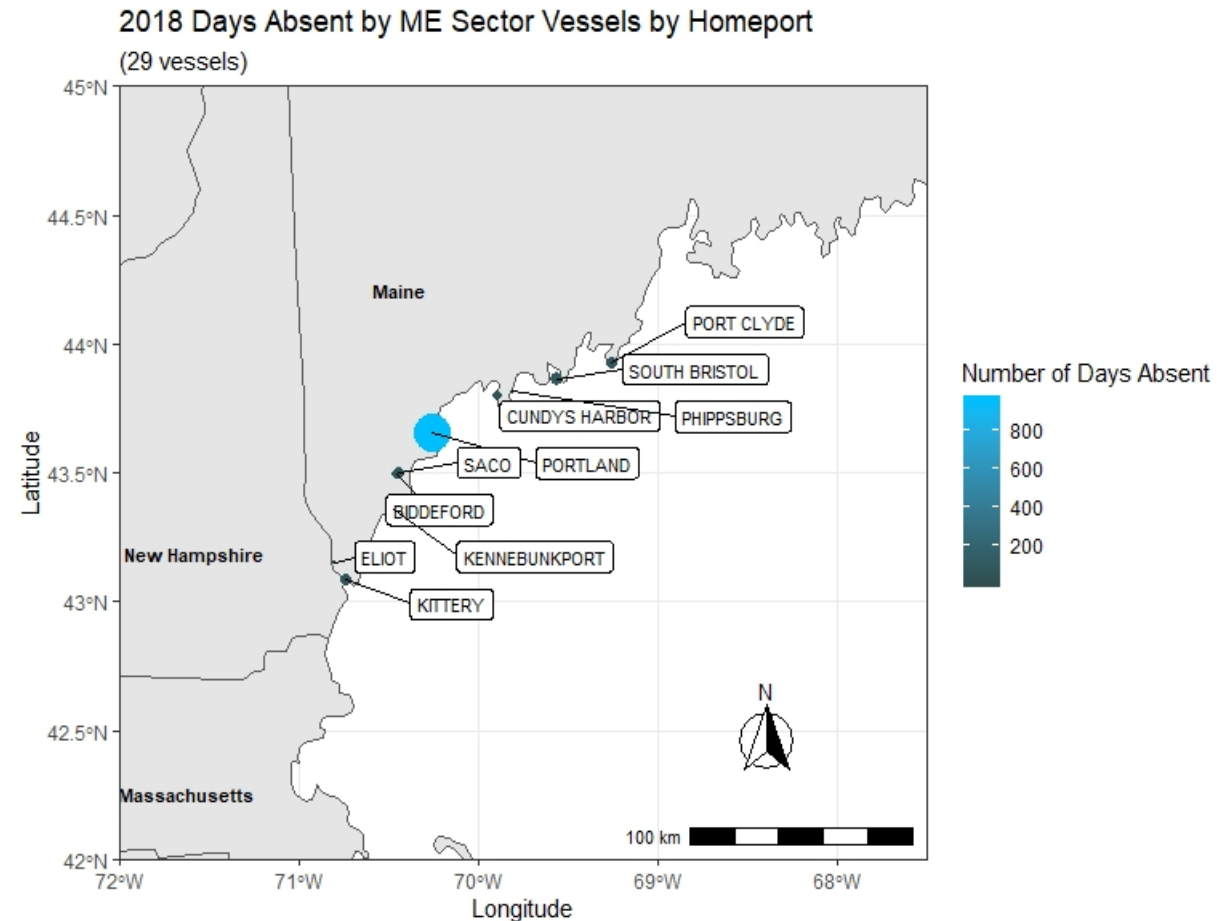 2018 Days Absent by ME Sector Vessels by Homeport
(29 vessels)
45°N
44.5°N
Maine
PORT CLYDE
44°N
SOUTH BRISTOL
CUNDYS HARBOR
PHIPPSBURG
SACO
PORTLAND
43.5°N
BIDDEFORD
New Hampshire
ELIOT
KENNEBUNKPORT
43°N
KITTERY
N
42.5°N
Massachusetts
100 km
42°N
72°W
71°W
70°W
69°W
68°W
Longitude
Latitude
Number of Days Absent
800
600
400
200